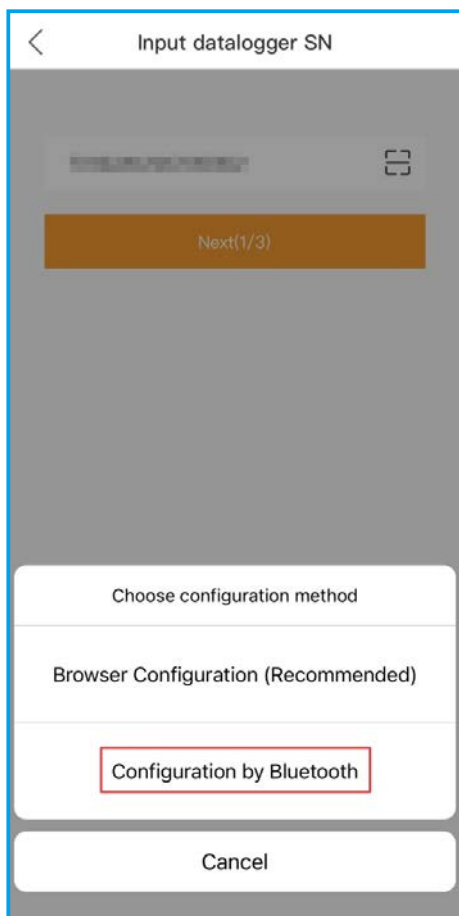 Input datalogger SN
Next(1/3)
Choose configuration method
Browser Configuration (Recommended)
Configuration by Bluetooth
Cancel